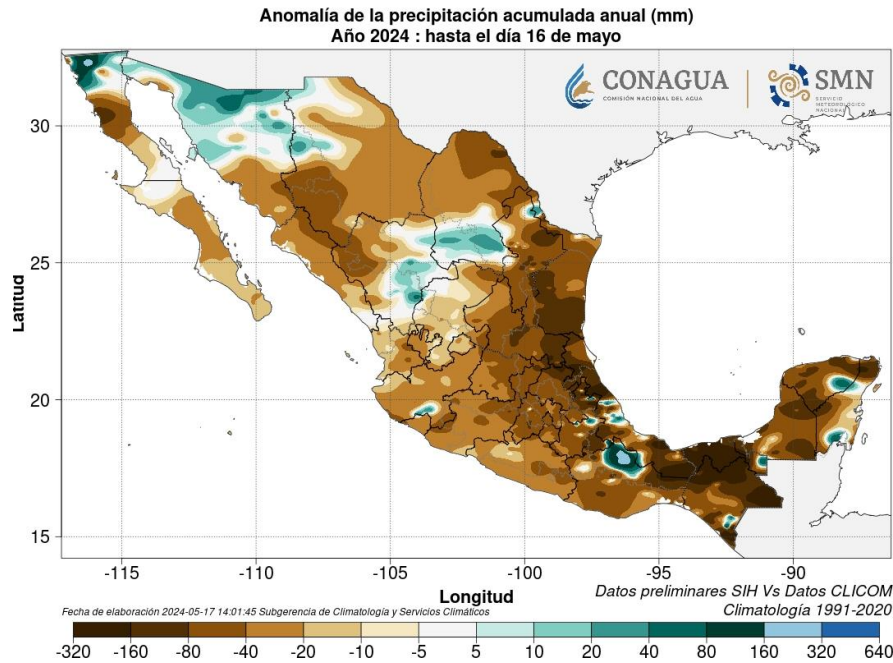 Anomalía de la precipitación acumulada anual (mm)
Año 2024 : hasta el día 16 de mayo
CONAGUA
COMISIÓN NACIONAL DEL AGUA
SMN
SERVICIO
METEOROLÓGICO
NACIONAL
Latitud
30
25
20
15
-115
-110
-105
-100
-95
-90
Longitud
Datos preliminares SIH Vs Datos CLICOM
Climatología 1991-2020
Fecha de elaboración 2024-05-17 14:01:45 Subgerencia de Climatología y Servicios Climáticos
-320 -160 -80 -40 -20 -10 -5 5 10 20 40 80 160 320 640